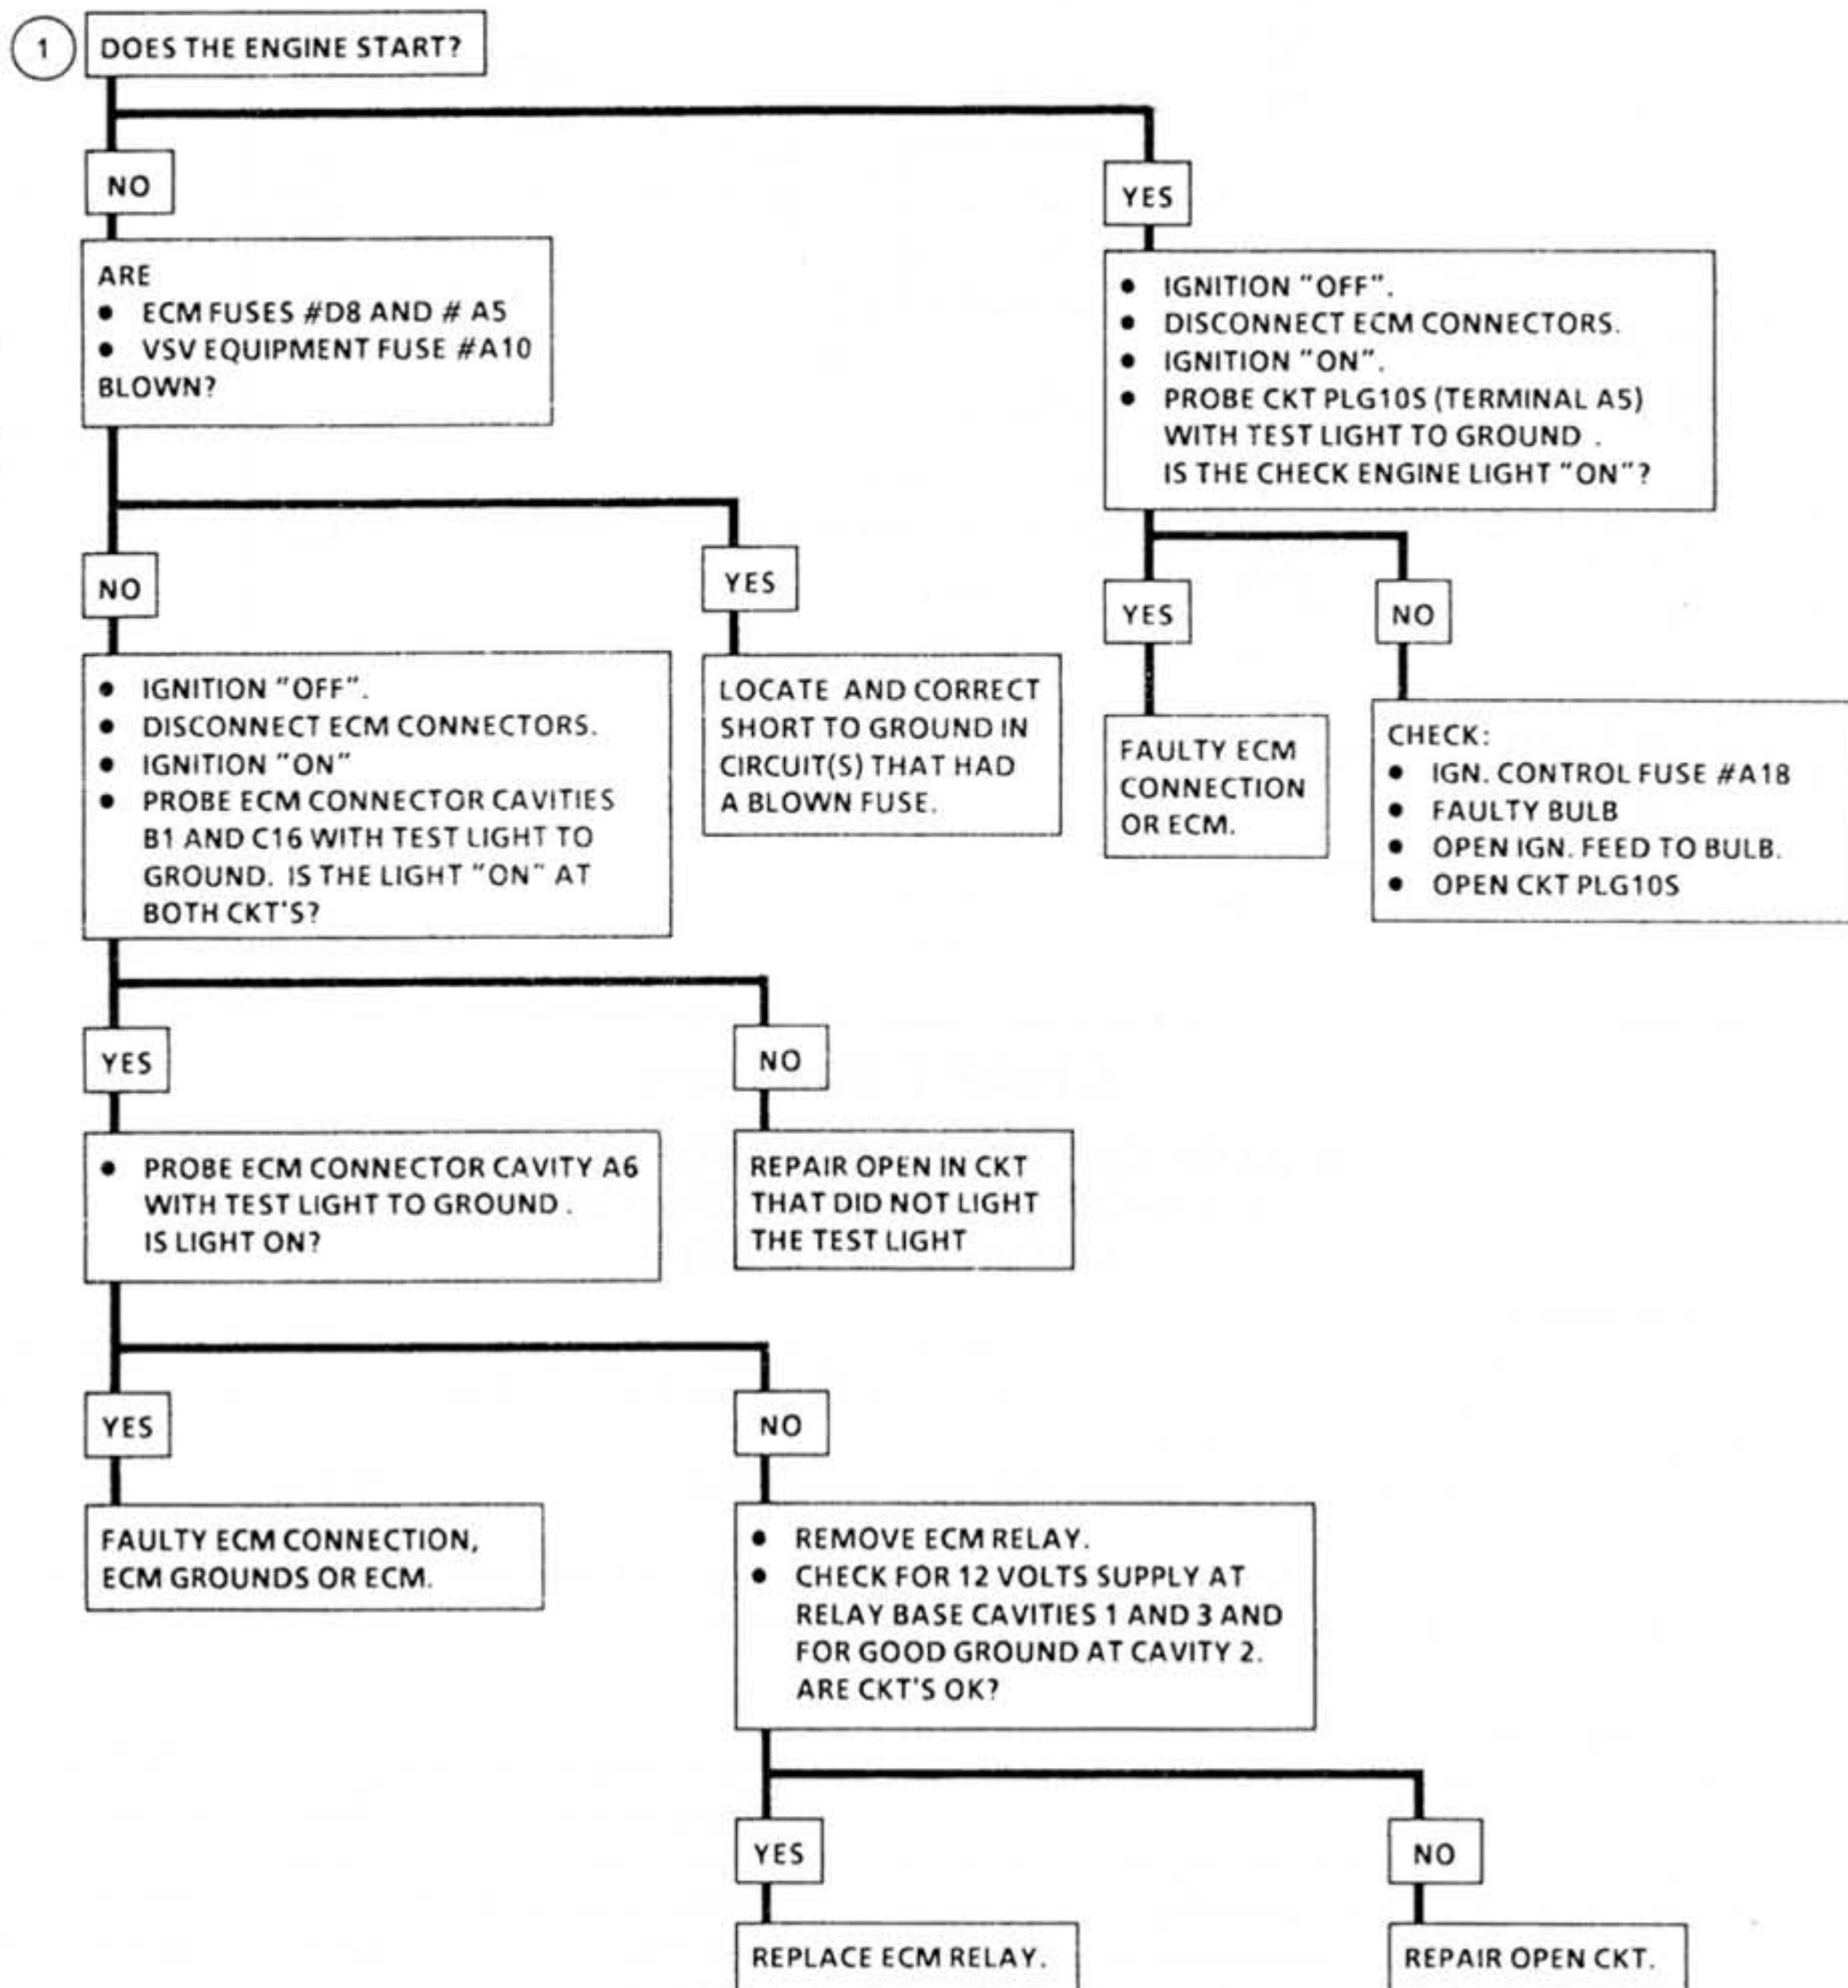 1
DOES THE ENGINE START?
NO
YES
ARE
• ECM FUSES #D8 AND # A5
• VSV EQUIPMENT FUSE #A10
BLOWN?
• IGNITION "OFF".
• DISCONNECT ECM CONNECTORS.
• IGNITION "ON".
• PROBE CKT PLG10S (TERMINAL A5)
WITH TEST LIGHT TO GROUND .
IS THE CHECK ENGINE LIGHT "ON"?
NO
YES
YES
NO
• IGNITION "OFF".
• DISCONNECT ECM CONNECTORS.
• IGNITION "ON"
• PROBE ECM CONNECTOR CAVITIES
B1 AND C16 WITH TEST LIGHT TO
GROUND. IS THE LIGHT "ON" AT
BOTH CKT'S?
LOCATE AND CORRECT
SHORT TO GROUND IN
CIRCUIT(S) THAT HAD
A BLOWN FUSE.
FAULTY ECM
CONNECTION
OR ECM.
CHECK:
• IGN. CONTROL FUSE #A18
• FAULTY BULB
• OPEN IGN. FEED TO BULB.
• OPEN CKT PLG10S
YES
NO
• PROBE ECM CONNECTOR CAVITY A6
WITH TEST LIGHT TO GROUND .
IS LIGHT ON?
REPAIR OPEN IN CKT
THAT DID NOT LIGHT
THE TEST LIGHT
YES
NO
FAULTY ECM CONNECTION,
ECM GROUNDS OR ECM.
• REMOVE ECM RELAY.
• CHECK FOR 12 VOLTS SUPPLY AT
RELAY BASE CAVITIES 1 AND 3 AND
FOR GOOD GROUND AT CAVITY 2.
ARE CKT'S OK?
YES
NO
REPLACE ECM RELAY.
REPAIR OPEN CKT.